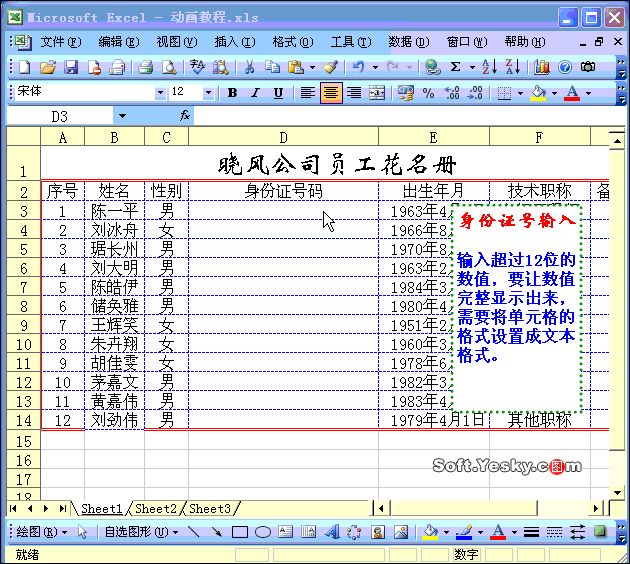 Microsoft Excel - 动画教程.xls
文件(F) 编辑(E) 视图(V) 插入(I) 格式(O) 工具(T) 数据(D) 窗口(W) 帮助(H)
宋体 12 B I U
D3 fx
A B C D E F
1 晓风公司员工花名册
2 序号 姓名 性别 身份证号码 出生年月 技术职称 备
3 1 陈一平 男 1963年4
4 2 刘冰舟 女 1966年8
5 3 琚长州 男 1970年8
6 4 刘大明 男 1963年2
7 5 陈皓伊 男 1984年3
8 6 储奂雅 男 1980年4
9 7 王辉笑 女 1951年2
10 8 朱卉翔 女 1960年3
11 9 胡佳雯 女 1978年6
12 10 茅嘉文 男 1982年3
13 11 黄嘉伟 男 1983年4
14 12 刘劲伟 男 1979年4月1日 其他职称
15
16
17
18
身份证号输入
输入超过12位的
数值，要让数值
完整显示出来，
需要将单元格的
格式设置成文本
格式。
Soft.Yesky.c图m
Sheet1 Sheet2 Sheet3
绘图(R) 自选图形(U)
就绪 数字